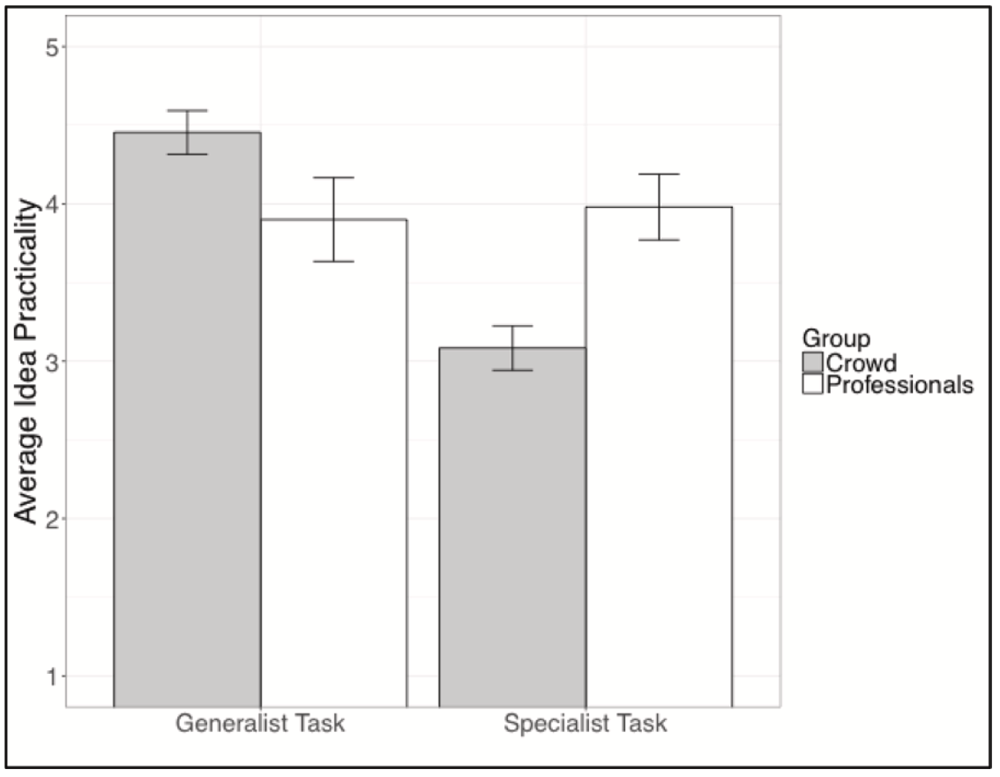 Average Idea Practicality
5
4
3
2
1
Generalist Task
Specialist Task
Group
Crowd
Professionals